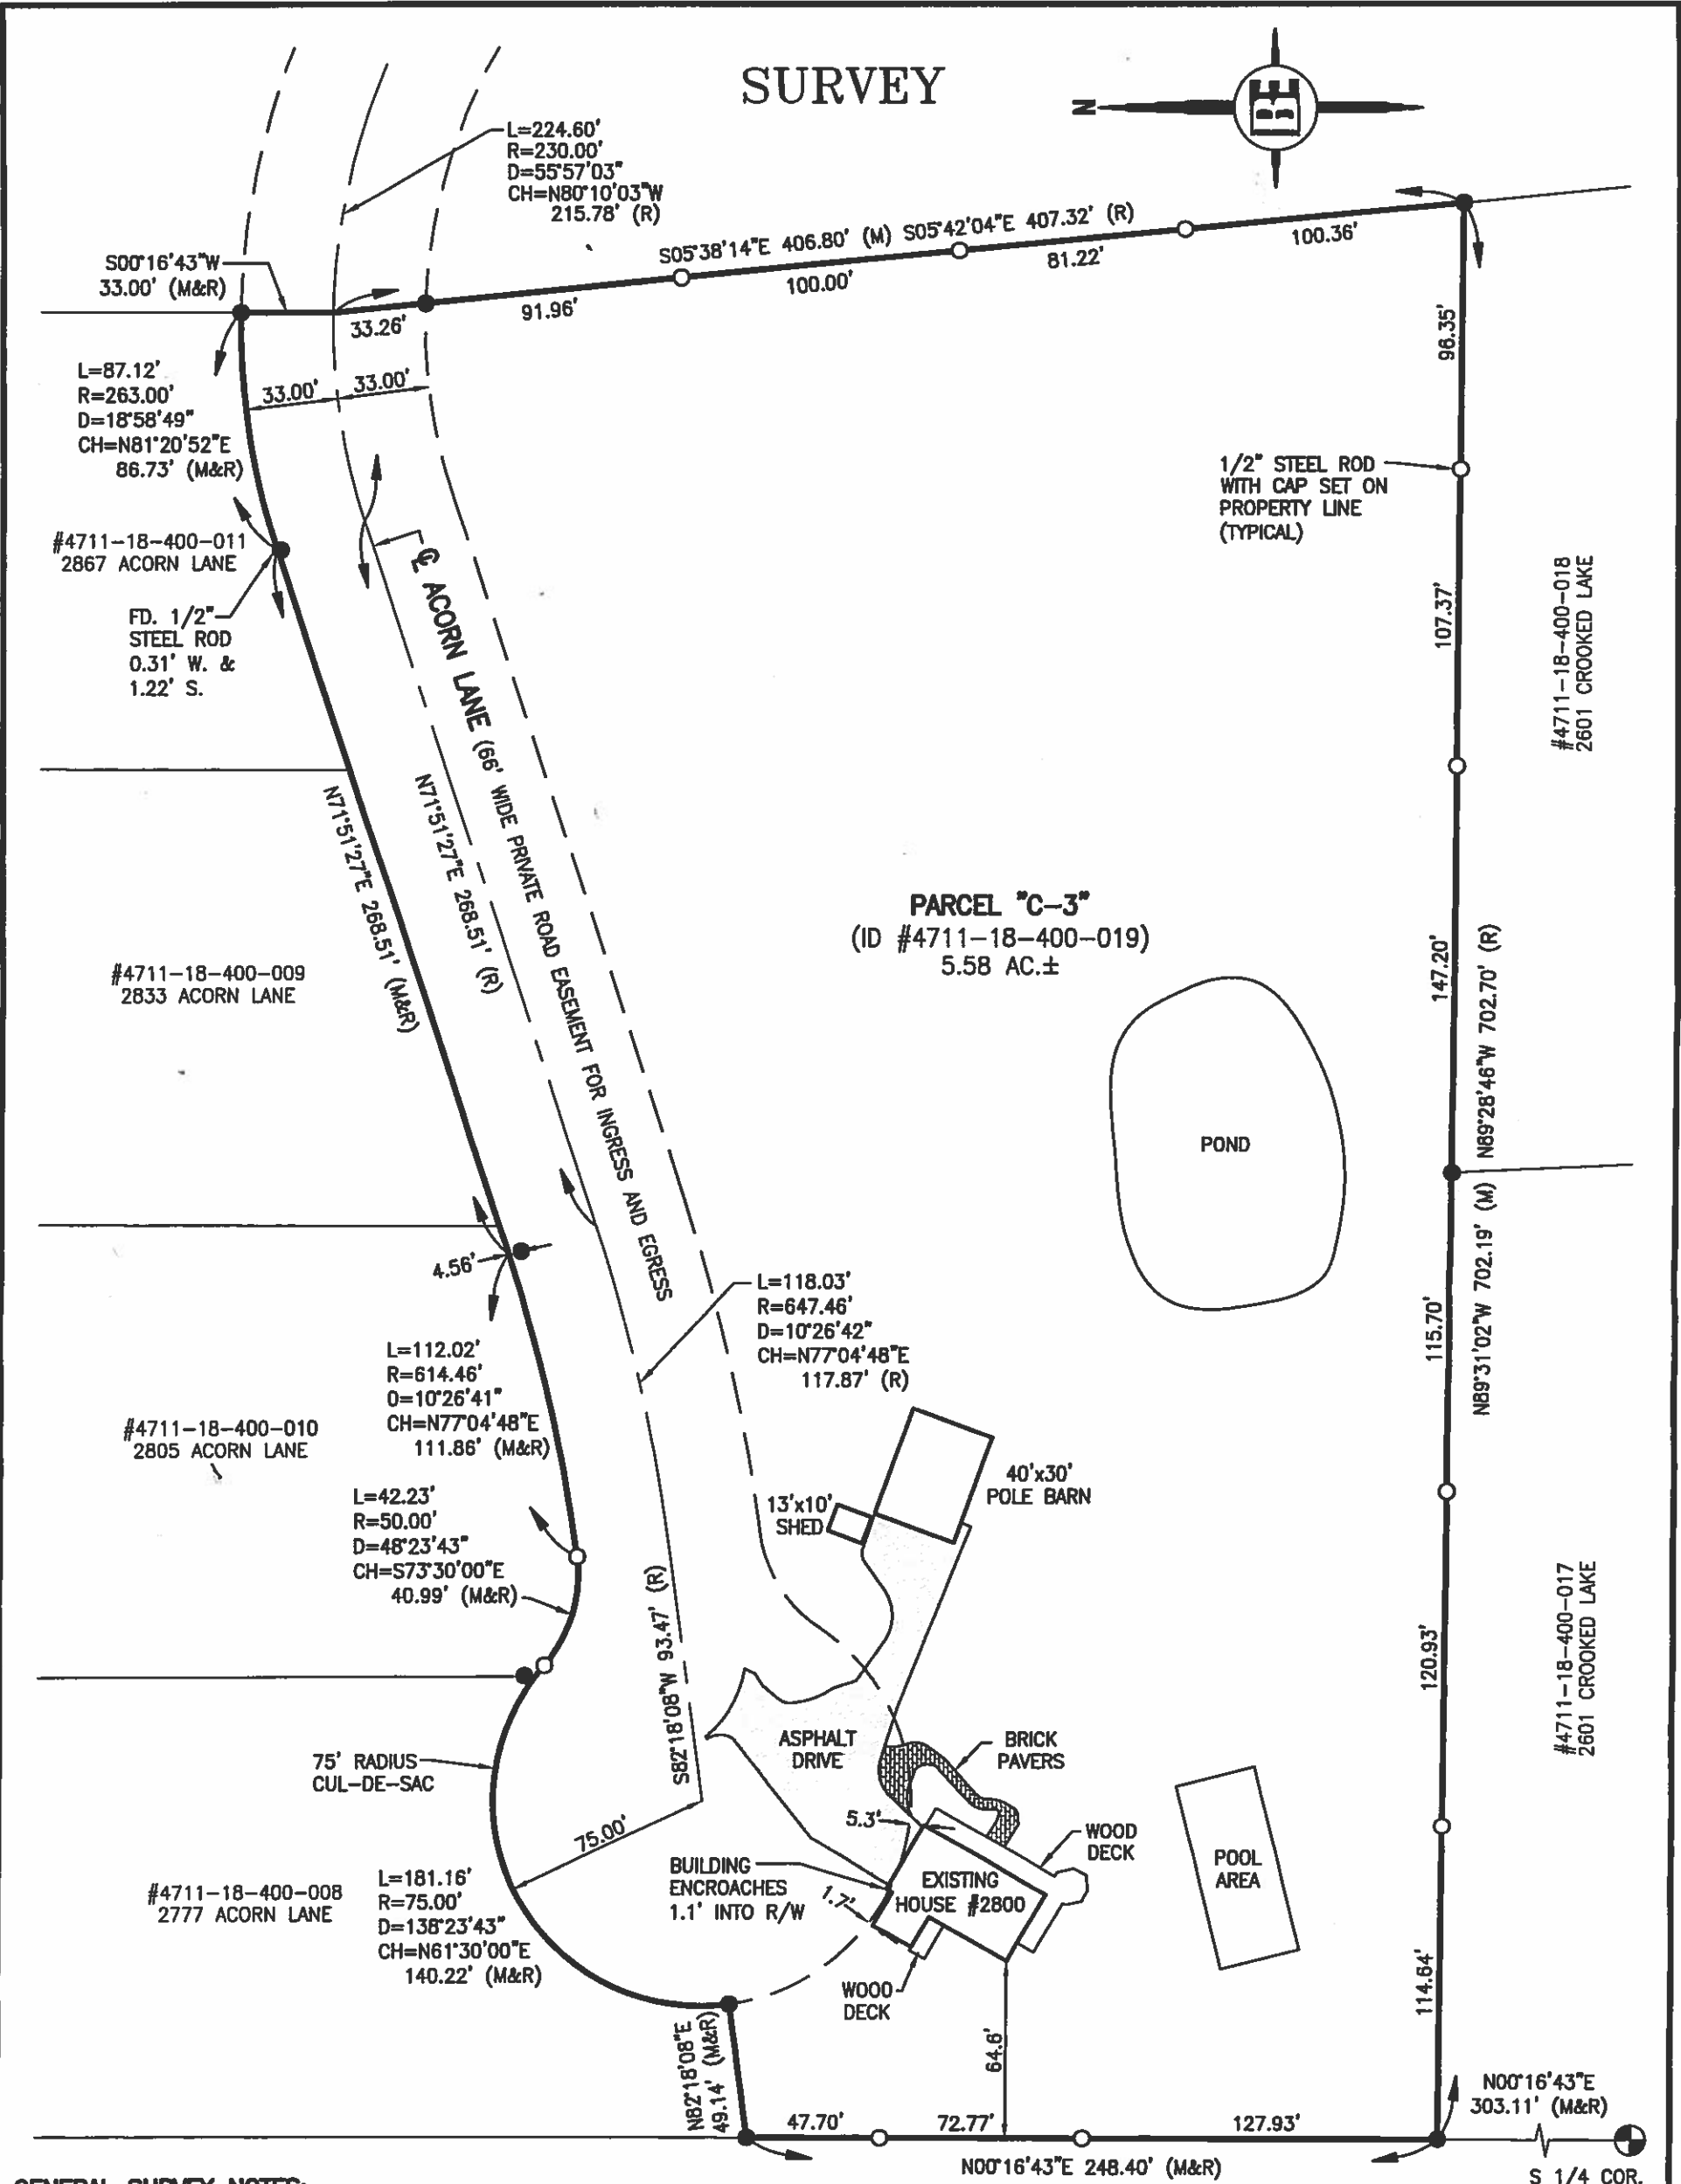 SURVEY
N
L=224.60'
R=230.00'
D=55°57'03"
CH=N80°10'03"W
215.78' (R)
S00°16'43"W
33.00' (M&R)
S05°38'14"E 406.80' (M) S05°42'04"E 407.32' (R)
33.26'
91.96'
100.00'
81.22'
100.36'
L=87.12'
R=263.00'
D=18°58'49"
CH=N81°20'52"E
86.73' (M&R)
33.00'
33.00'
96.35'
1/2" STEEL ROD
WITH CAP SET ON
PROPERTY LINE
(TYPICAL)
#4711-18-400-011
2867 ACORN LANE
FD. 1/2"
STEEL ROD
0.31' W. &
1.22' S.
℄ ACORN LANE (66' WIDE PRIVATE ROAD EASEMENT FOR INGRESS AND EGRESS
107.37'
#4711-18-400-018
2601 CROOKED LAKE
N71°51'27"E 268.51' (M&R)
N71°51'27"E 268.51' (R)
PARCEL "C-3"
(ID #4711-18-400-019)
5.58 AC.±
#4711-18-400-009
2833 ACORN LANE
147.20'
N89°31'02"W 702.19' (M) N89°28'46"W 702.70' (R)
POND
4.56'
L=118.03'
R=647.46'
D=10°26'42"
CH=N77°04'48"E
117.87' (R)
115.70'
L=112.02'
R=614.46'
0=10°26'41"
CH=N77°04'48"E
111.86' (M&R)
#4711-18-400-010
2805 ACORN LANE
40'x30'
POLE BARN
13'x10'
SHED
L=42.23'
R=50.00'
D=48°23'43"
CH=S73°30'00"E
40.99' (M&R)
S82°18'08"W 93.47' (R)
120.93'
#4711-18-400-017
2601 CROOKED LAKE
75' RADIUS
CUL-DE-SAC
ASPHALT
DRIVE
BRICK
PAVERS
75.00'
5.3'
WOOD
DECK
BUILDING
ENCROACHES
1.1' INTO R/W
1.7'
EXISTING
HOUSE #2800
POOL
AREA
#4711-18-400-008
2777 ACORN LANE
L=181.16'
R=75.00'
D=138°23'43"
CH=N61°30'00"E
140.22' (M&R)
WOOD
DECK
114.64'
N82°18'08"E
49.14' (M&R)
64.6'
N00°16'43"E
303.11' (M&R)
47.70'
72.77'
127.93'
N00°16'43"E 248.40' (M&R)
S 1/4 COR.
GENERAL SURVEY NOTES: